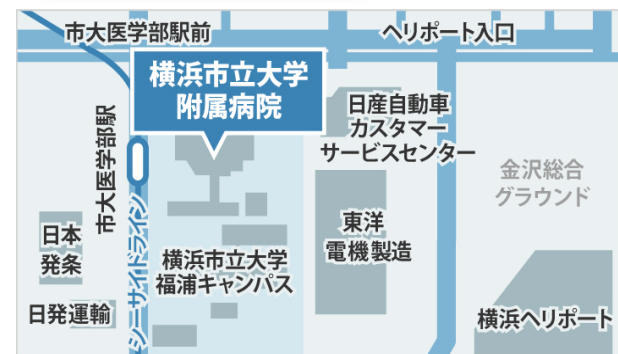 市大医学部駅前
ヘリポート入口
横浜市立大学
附属病院
日産自動車
カスタマー
サービスセンター
市大医学部駅
金沢総合
グラウンド
シーサイドライン
日本
発条
東洋
電機製造
横浜市立大学
福浦キャンパス
日発運輸
横浜ヘリポート